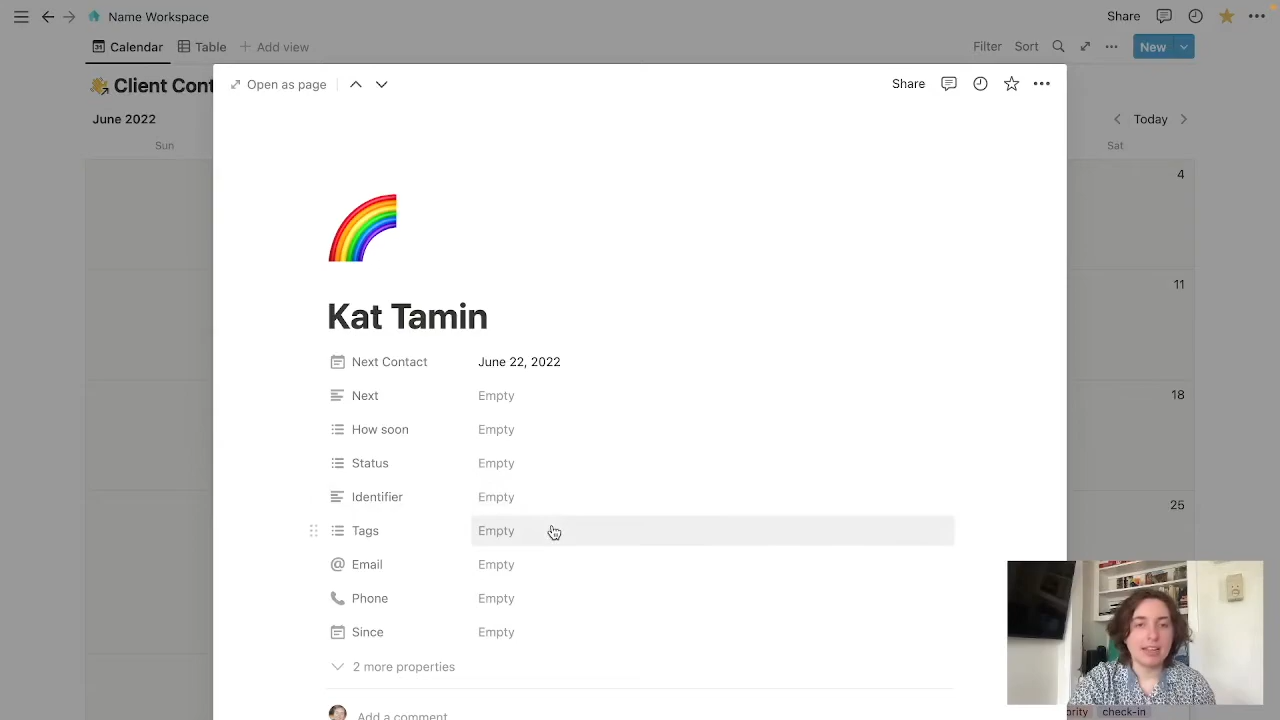 Name Workspace
Share
Calendar Table + Add view
Filter Sort
New
Client Cont
June 2022
Today
Sun
Sat
4
11
18
25
Open as page
Share
Kat Tamin
Next Contact June 22, 2022
Next Empty
How soon Empty
Status Empty
Identifier Empty
Tags Empty
@ Email Empty
Phone Empty
Since Empty
2 more properties
Add a comment
ority check-in